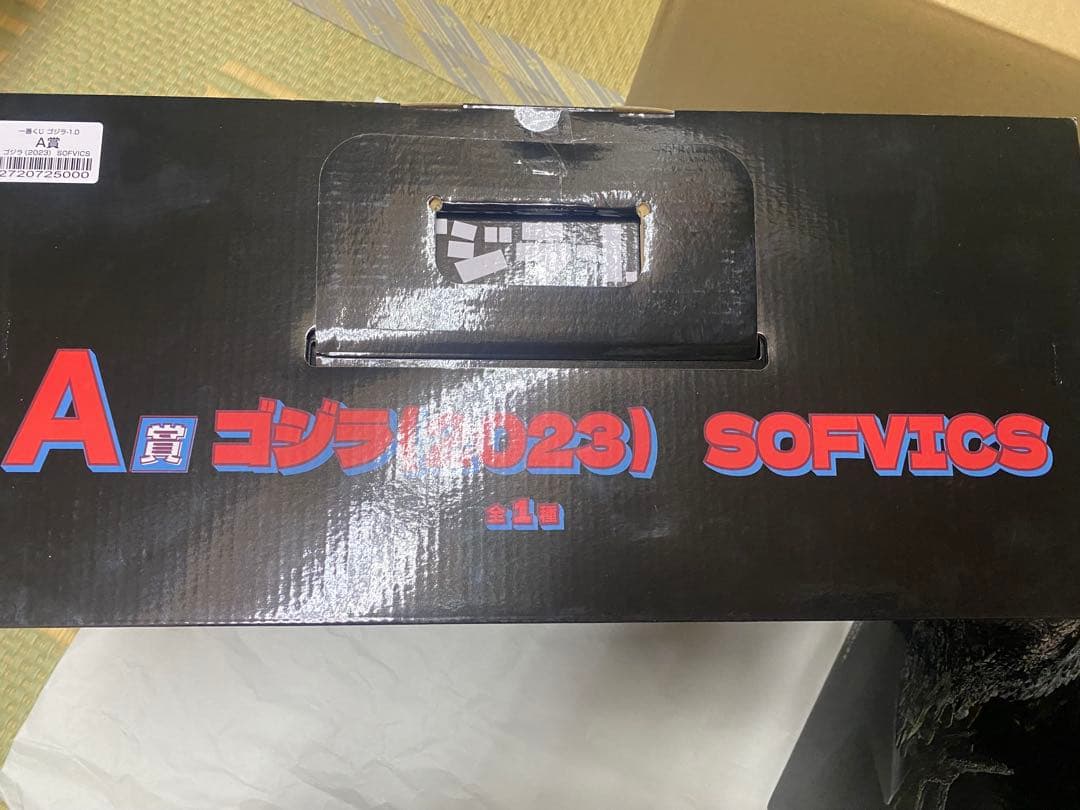 一番くじ ゴジラ-1.0
A賞
ゴジラ(2023) SOFVICS
2720725000
A賞 ゴジラ(2023) SOFVICS
全1種